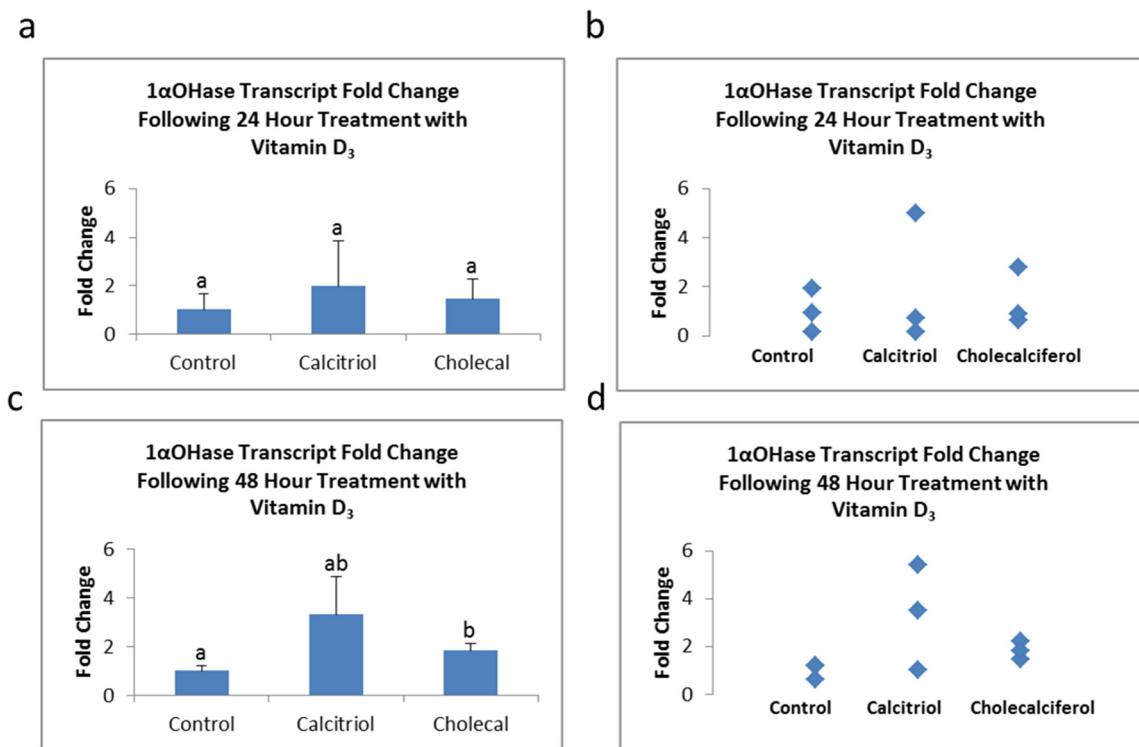 a
1αOHase Transcript Fold Change
Following 24 Hour Treatment with
Vitamin D₃
Fold Change
6
4
2
0
a
a
a
Control Calcitriol Cholecal
b
1αOHase Transcript Fold Change
Following 24 Hour Treatment with
Vitamin D₃
Fold Change
6
4
2
0
Control Calcitriol Cholecalciferol
c
1αOHase Transcript Fold Change
Following 48 Hour Treatment with
Vitamin D₃
Fold Change
6
4
2
0
a
ab
b
Control Calcitriol Cholecal
d
1αOHase Transcript Fold Change
Following 48 Hour Treatment with
Vitamin D₃
Fold Change
6
4
2
0
Control Calcitriol Cholecalciferol